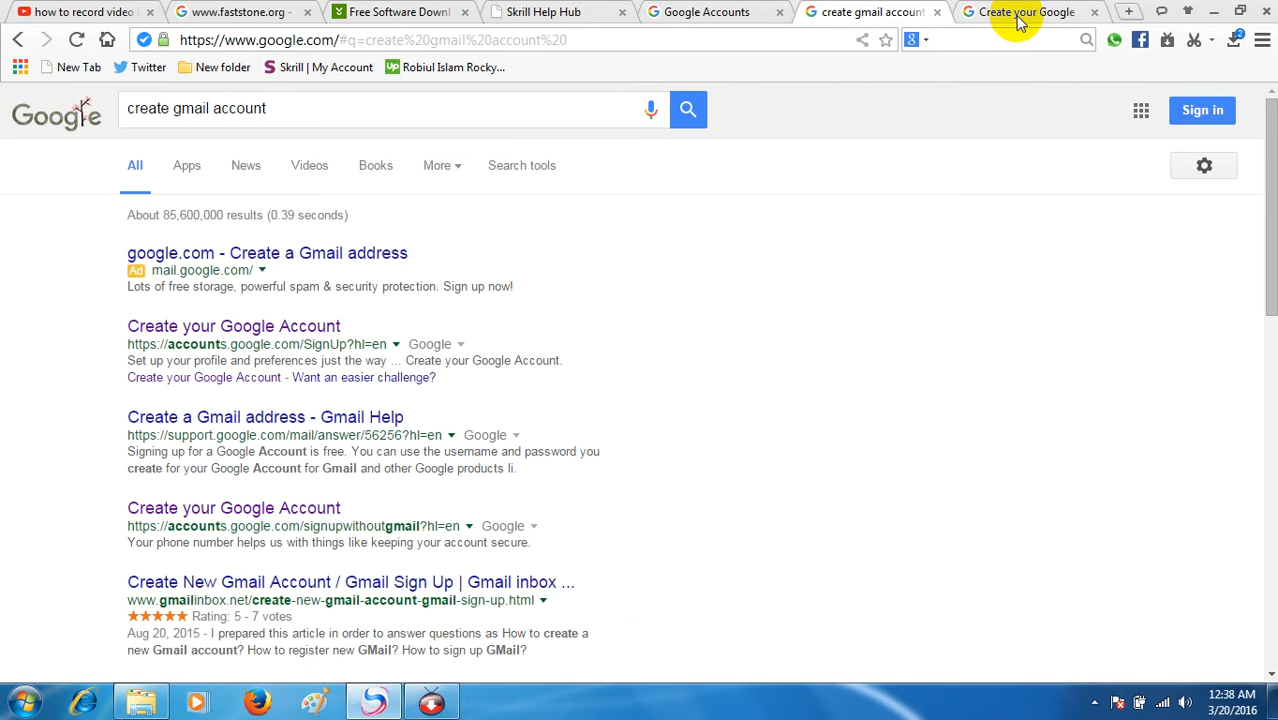 how to record video
www.faststone.org -
Free Software Downl
Skrill Help Hub
Google Accounts
create gmail account
Create your Google
https://www.google.com/#q=create%20gmail%20account%20
New Tab
Twitter
New folder
Skrill | My Account
Up Robiul Islam Rocky...
2
Google
create gmail account
Sign in
All
Apps
News
Videos
Books
More
Search tools
About 85,600,000 results (0.39 seconds)
google.com - Create a Gmail address
Ad mail.google.com/
Lots of free storage, powerful spam & security protection. Sign up now!
Create your Google Account
https://accounts.google.com/SignUp?hl=en Google
Set up your profile and preferences just the way ... Create your Google Account.
Create your Google Account - Want an easier challenge?
Create a Gmail address - Gmail Help
https://support.google.com/mail/answer/56256?hl=en Google
Signing up for a Google Account is free. You can use the username and password you
create for your Google Account for Gmail and other Google products li.
Create your Google Account
https://accounts.google.com/signupwithoutgmail?hl=en Google
Your phone number helps us with things like keeping your account secure.
Create New Gmail Account / Gmail Sign Up | Gmail inbox ...
www.gmailinbox.net/create-new-gmail-account-gmail-sign-up.html
Rating: 5 - 7 votes
Aug 20, 2015 - I prepared this article in order to answer questions as How to create a
new Gmail account? How to register new GMail? How to sign up GMail?
12:38 AM
3/20/2016